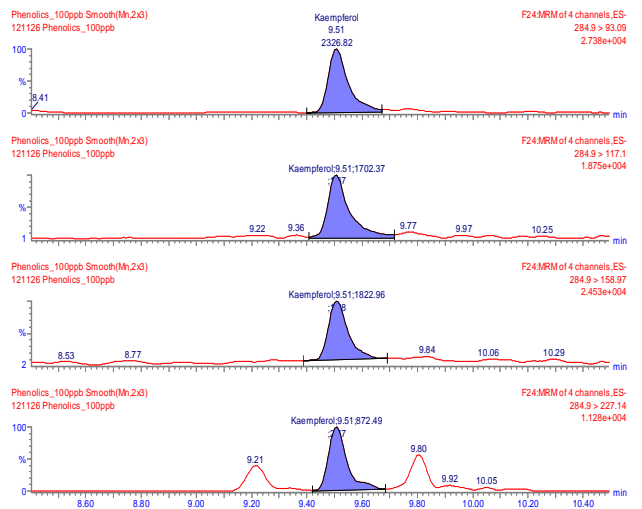 Phenolics_100ppb Smooth(Mn,2x3)
121126 Phenolics_100ppb
F24:MRM of 4 channels,ES-
284.9 > 93.09
2.738e+004
Kaempferol
9.51
2326.82
100
%
0
8.41
min
Phenolics_100ppb Smooth(Mn,2x3)
121126 Phenolics_100ppb
F24:MRM of 4 channels,ES-
284.9 > 117.1
1.875e+004
Kaempferol;9.51;1702.37
%
1
9.22 9.36 9.77 9.97 10.25
min
Phenolics_100ppb Smooth(Mn,2x3)
121126 Phenolics_100ppb
F24:MRM of 4 channels,ES-
284.9 > 158.97
2.453e+004
Kaempferol;9.51;1822.96
%
2
8.53 8.77 9.84 10.06 10.29
min
Phenolics_100ppb Smooth(Mn,2x3)
121126 Phenolics_100ppb
F24:MRM of 4 channels,ES-
284.9 > 227.14
1.128e+004
Kaempferol;9.51;872.49
100
%
0
9.21 9.80 9.92 10.05
min
8.60 8.80 9.00 9.20 9.40 9.60 9.80 10.00 10.20 10.40